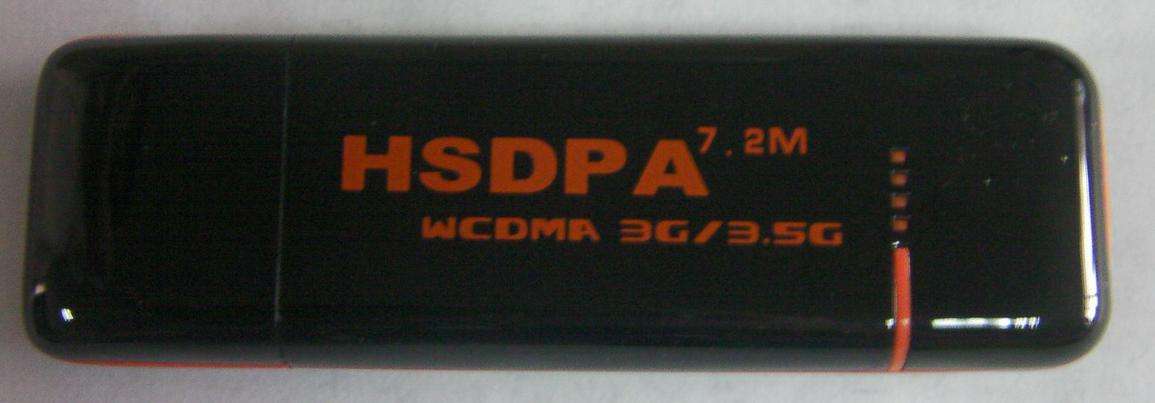 HSDPA 7.2M
WCDMA 3G/3.5G